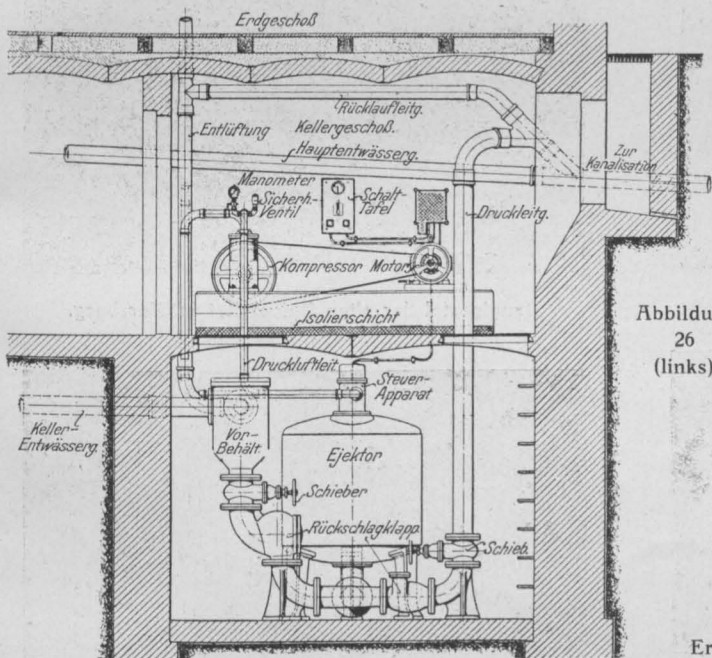 Erdgeschoß
Rücklaufleitg.
Entlüftung
Kellergeschoß.
Hauptentwässerg.
Zur
Kanalisation
Manometer
Sicherh.
Ventil
Schalt-
Tafel
Druckleitg.
Kompressor Motor
Isolierschicht
Abbildu
26
(links)
Druckluftleit.
Steuer-
Apparat
Keller-
Entwässerg.
Vor-
Behält.
Ejektor
Schieber
Rückschlagklapp.
Schieb.
Er